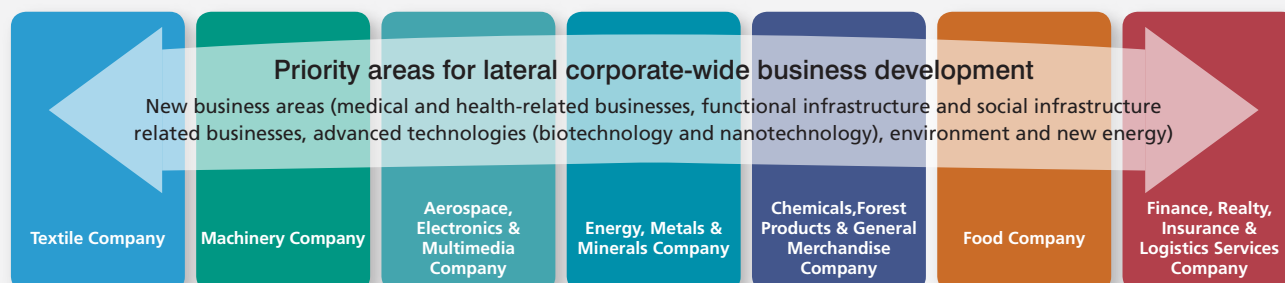 Priority areas for lateral corporate-wide business development
New business areas (medical and health-related businesses, functional infrastructure and social infrastructure
related businesses, advanced technologies (biotechnology and nanotechnology), environment and new energy)
Textile Company
Machinery Company
Aerospace,
Electronics &
Multimedia
Company
Energy, Metals &
Minerals Company
Chemicals,Forest
Products & General
Merchandise
Company
Food Company
Finance, Realty,
Insurance &
Logistics Services
Company